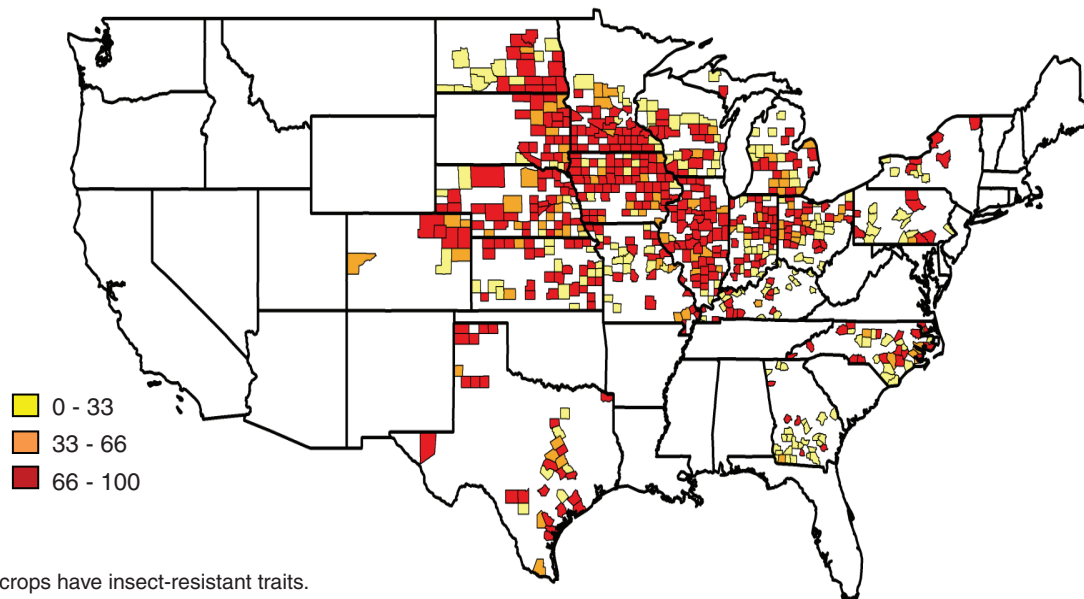 0 - 33
33 - 66
66 - 100
crops have insect-resistant traits.